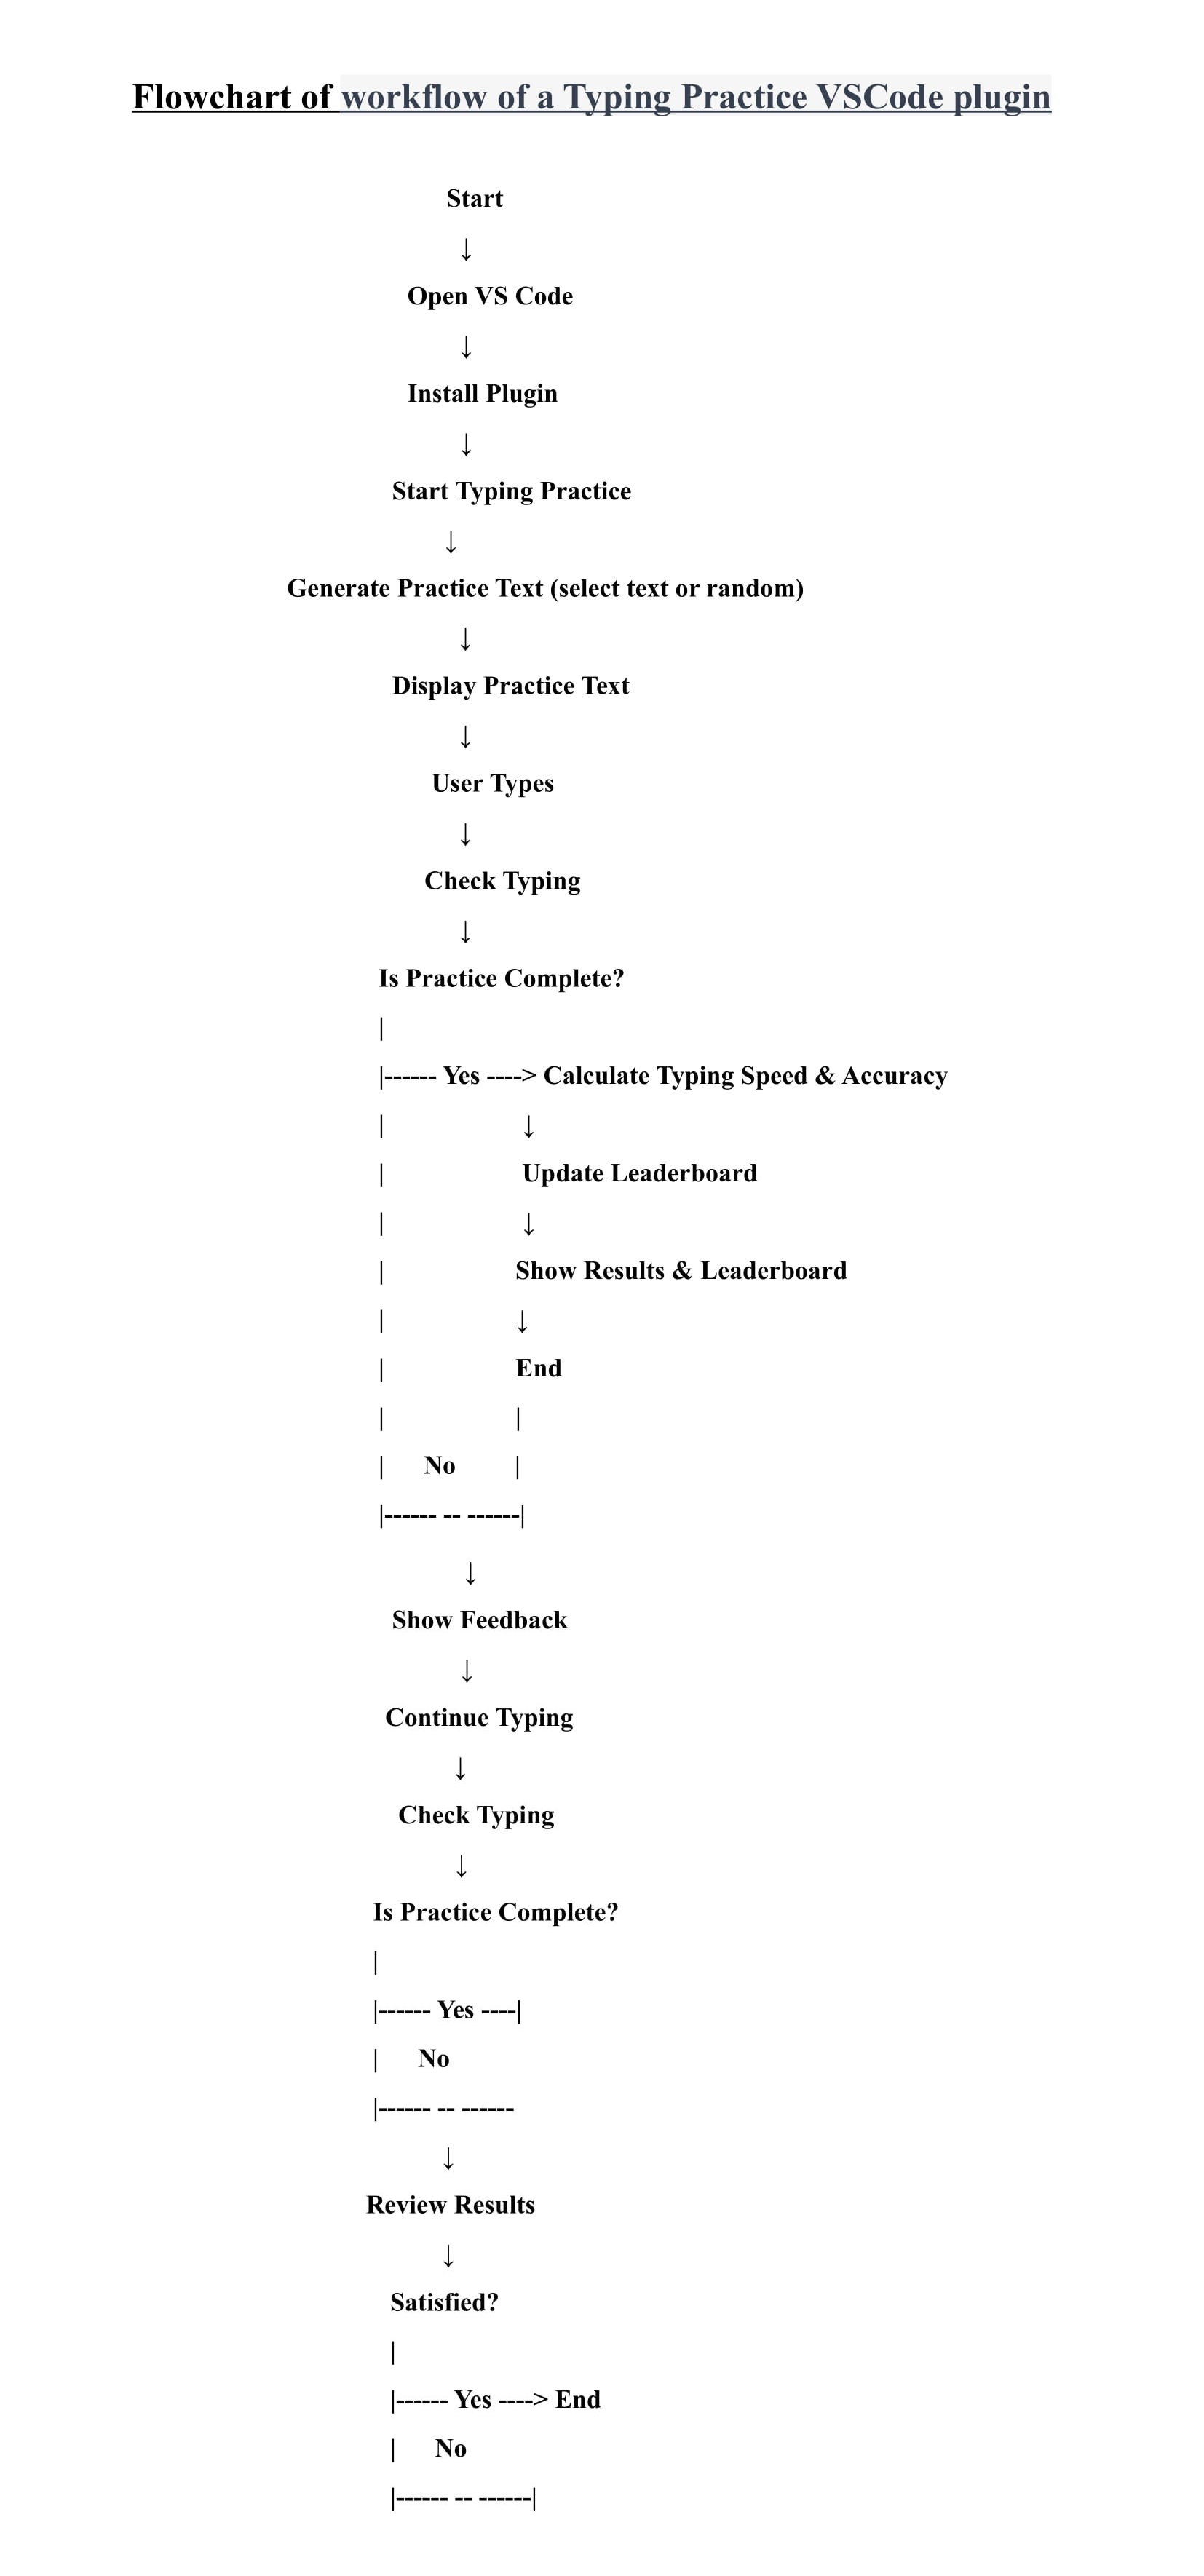 Flowchart of workflow of a Typing Practice VSCode plugin
Start
↓
Open VS Code
↓
Install Plugin
↓
Start Typing Practice
↓
Generate Practice Text (select text or random)
↓
Display Practice Text
↓
User Types
↓
Check Typing
↓
Is Practice Complete?
|
|------ Yes ----> Calculate Typing Speed & Accuracy
| ↓
| Update Leaderboard
| ↓
| Show Results & Leaderboard
| ↓
| End
| |
| No |
|------ -- ------|
↓
Show Feedback
↓
Continue Typing
↓
Check Typing
↓
Is Practice Complete?
|
|------ Yes ----|
| No
|------ -- ------
↓
Review Results
↓
Satisfied?
|
|------ Yes ----> End
| No
|------ -- ------|